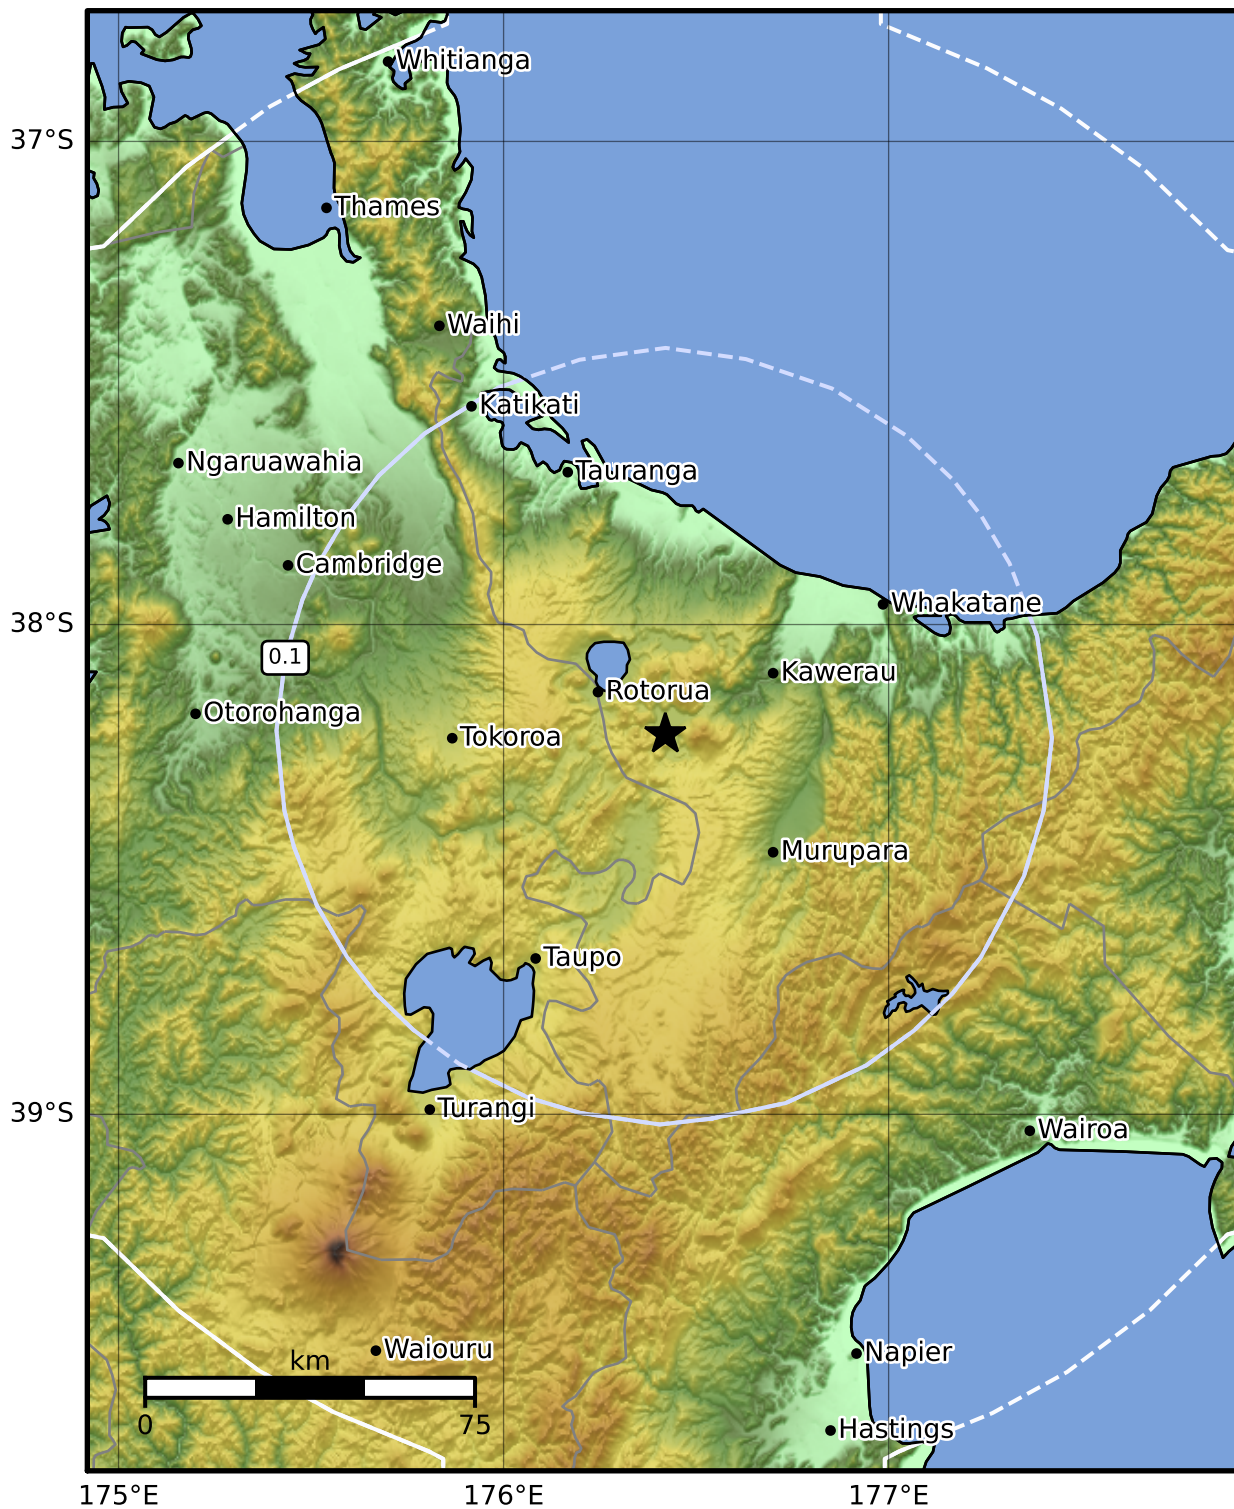 Whitianga
37°S
Thames
Waihi
Katikati
Ngaruawahia
Tauranga
Hamilton
Cambridge
Whakatane
38°S
0.1
Kawerau
Rotorua
Otorohanga
Tokoroa
Murupara
Taupo
Turangi
39°S
Wairoa
Waiouru
Napier
km
0 75
Hastings
175°E 176°E 177°E